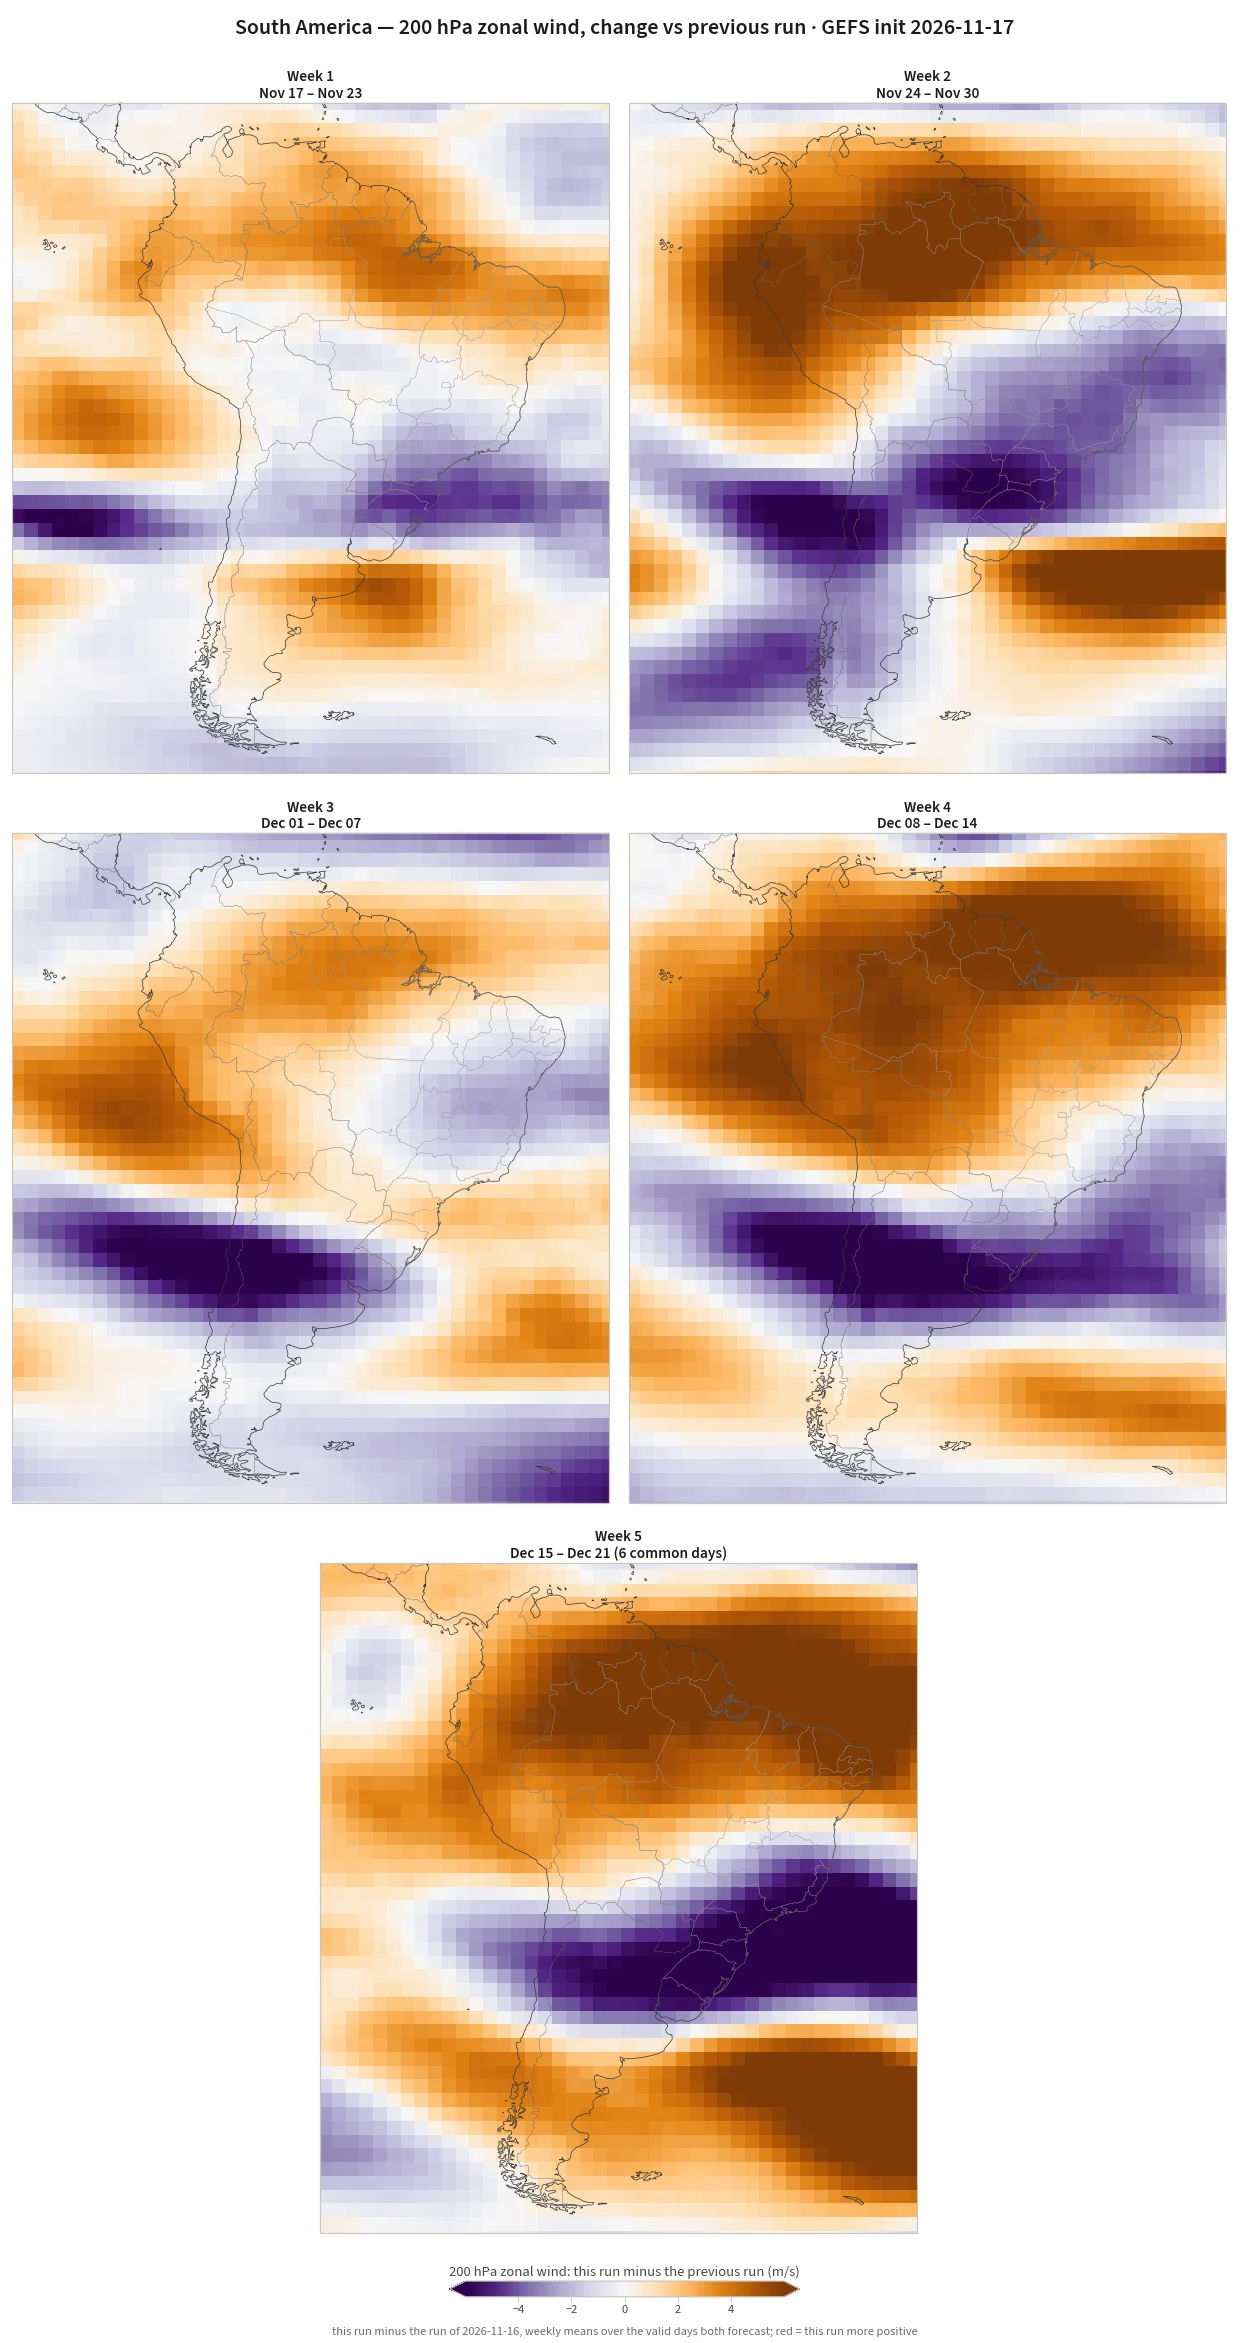 South America — 200 hPa zonal wind, change vs previous run · GEFS init 2026-11-17
Week 1
Nov 17 – Nov 23
Week 2
Nov 24 – Nov 30
Week 3
Dec 01 – Dec 07
Week 4
Dec 08 – Dec 14
Week 5
Dec 15 – Dec 21 (6 common days)
200 hPa zonal wind: this run minus the previous run (m/s)
−4 −2 0 2 4
this run minus the run of 2026-11-16, weekly means over the valid days both forecast; red = this run more positive